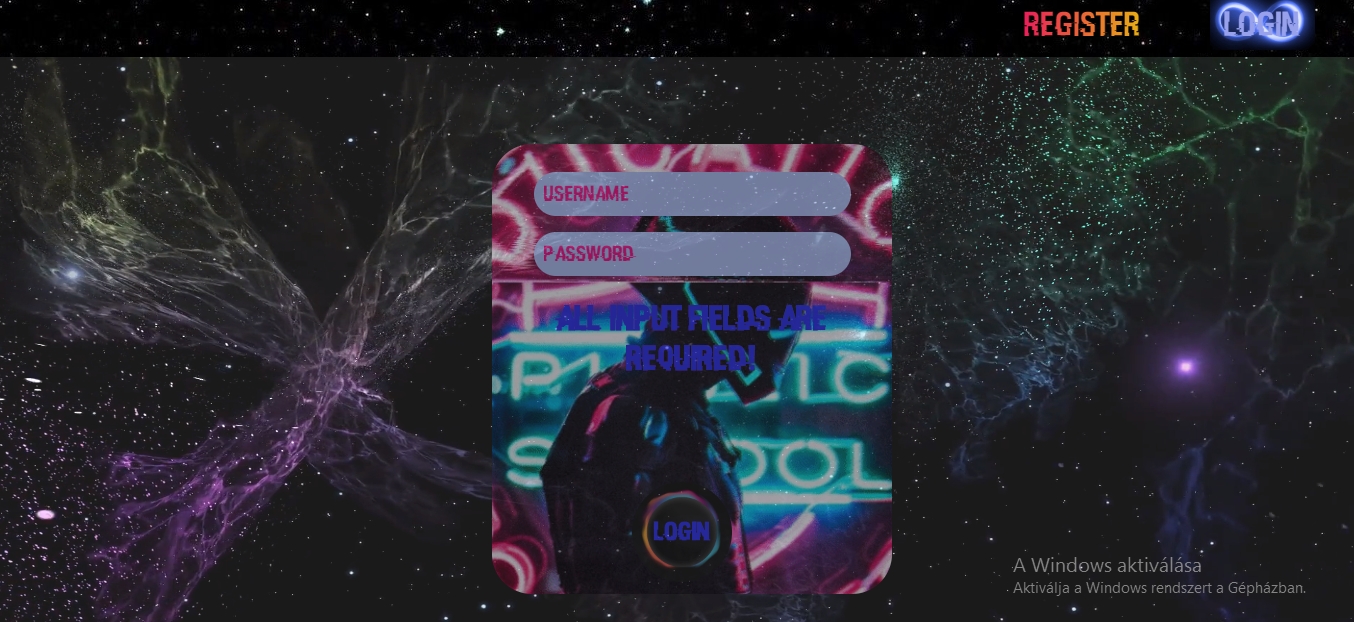 REGISTER
LOGIN
USERNAME
PASSWORD
ALL INPUT FIELDS ARE
REQUIRED!
LOGIN
A Windows aktiválása
Aktiválja a Windows rendszert a Gépházban.